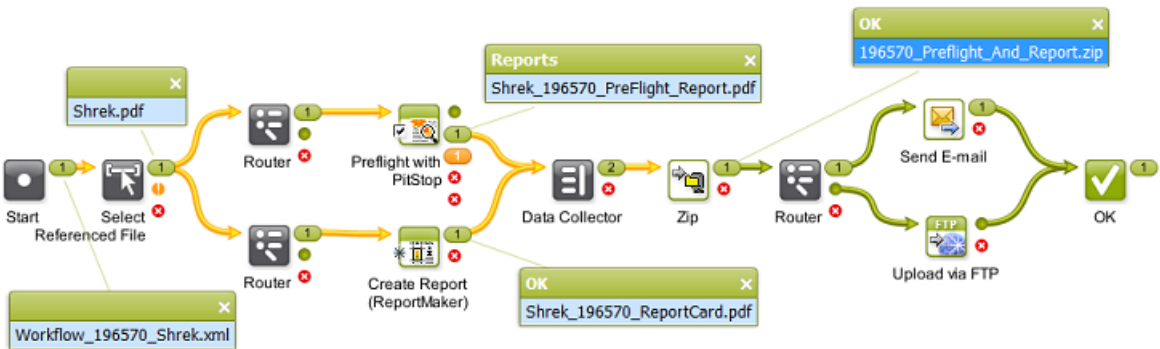 OK
196570_Preflight_And_Report.zip
Reports
Shrek_196570_PreFlight_Report.pdf
Shrek.pdf
1
Start
1
Select
Referenced File
1
Router
1
Router
1
1
Preflight with
PitStop
1
Create Report
(ReportMaker)
2
Data Collector
1
Zip
1
Router
1
Send E-mail
FTP
Upload via FTP
1
OK
Workflow_196570_Shrek.xml
OK
Shrek_196570_ReportCard.pdf